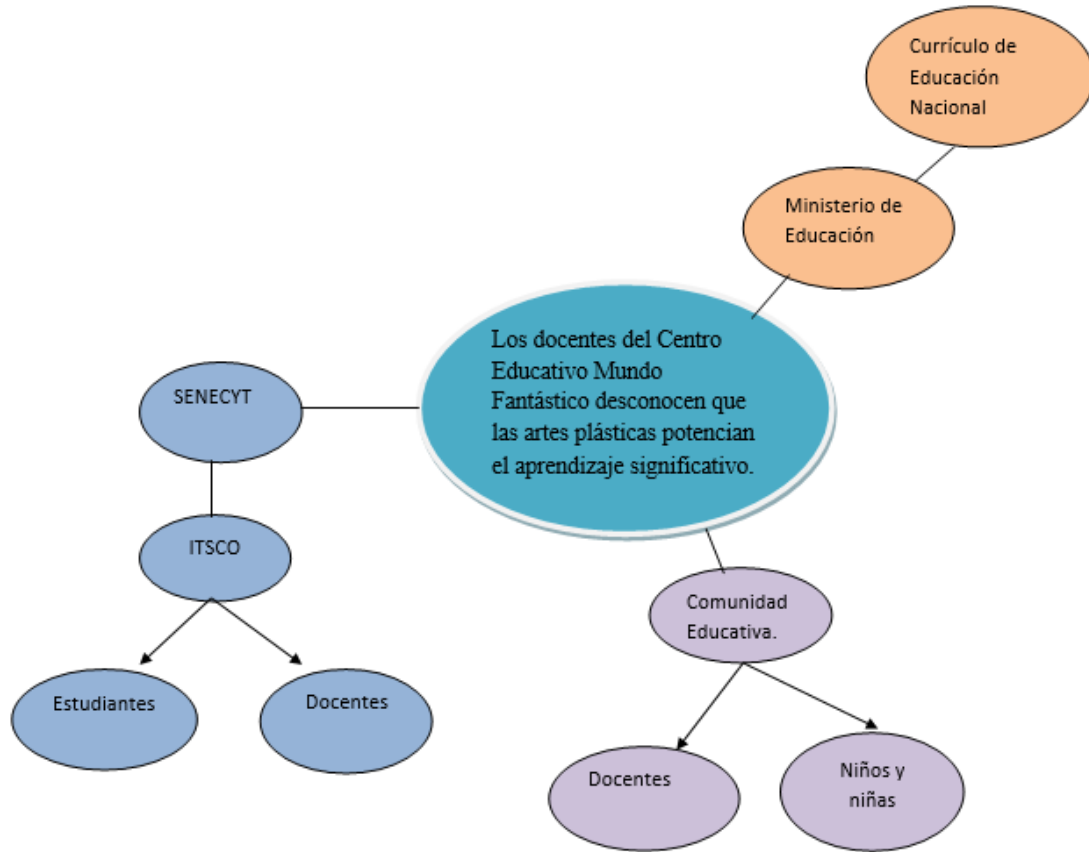 Currículo de
Educación
Nacional
Ministerio de
Educación
Los docentes del Centro
Educativo Mundo
Fantástico desconocen que
las artes plásticas potencian
el aprendizaje significativo.
SENECYT
ITSCO
Estudiantes
Docentes
Comunidad
Educativa.
Docentes
Niños y
niñas